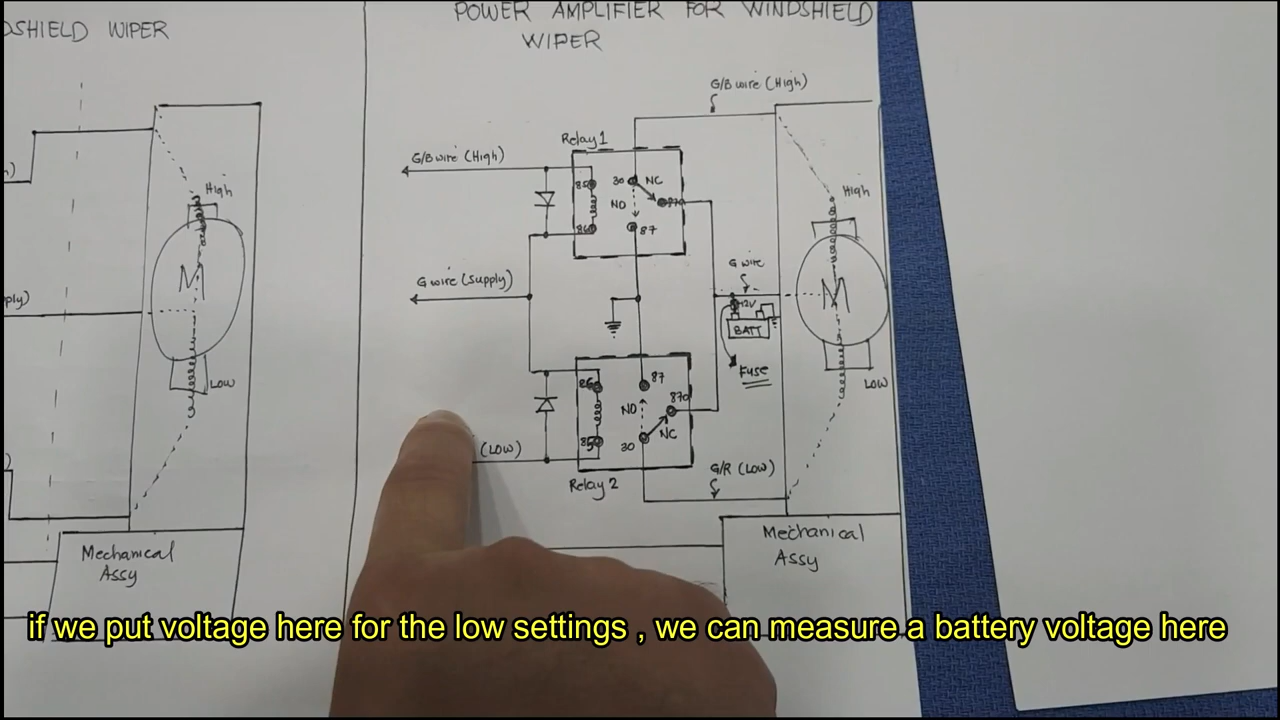 DSHIELD WIPER
POWER AMPLIFIER FOR WINDSHIELD
WIPER
G/B wire (High)
Relay 1
G/B wire (High)
85
30
NC
87a
NO
86
87
G wire (supply)
G wire
12V
BATT
Fuse
High
M
Low
86
87
870
NO
NC
85
30
(LOW)
G/R (LOW)
Relay 2
Mechanical
Assy
High
M
LOW
ply)
Mechanical
Assy
if we put voltage here for the low settings , we can measure a battery voltage here